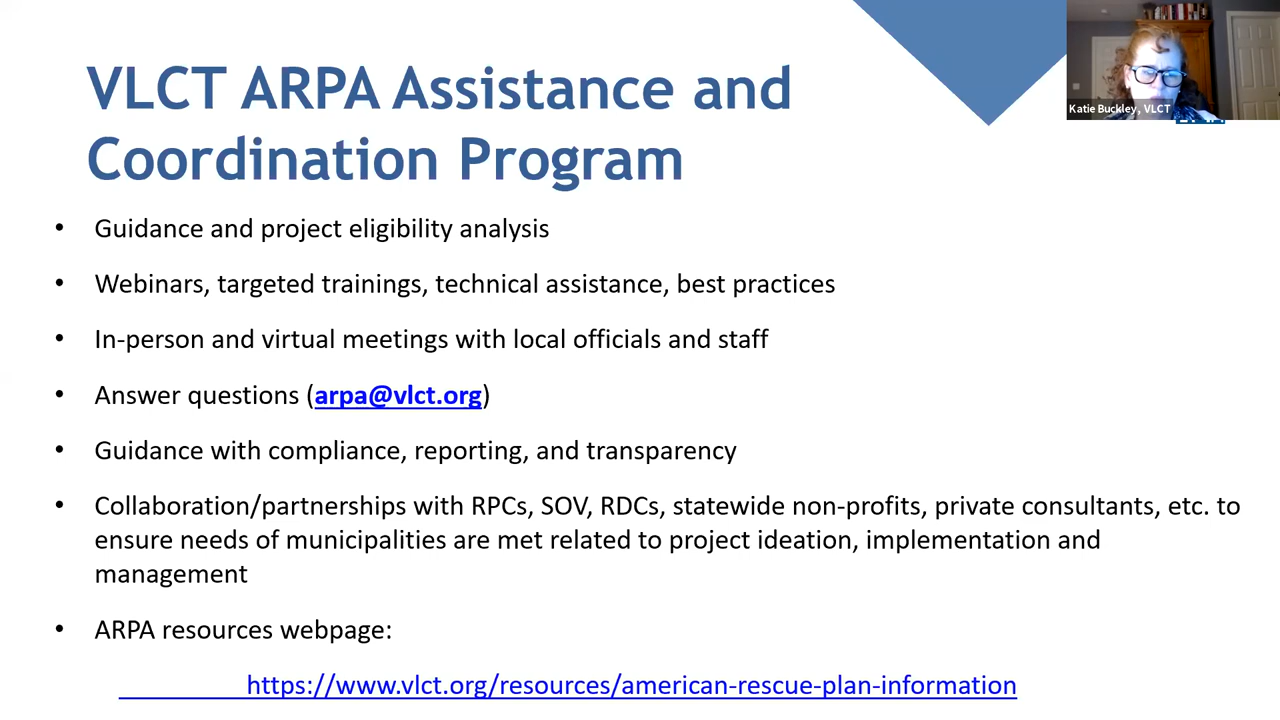 VLCT ARPA Assistance and
Coordination Program
Katie Buckley, VLCT
• Guidance and project eligibility analysis
• Webinars, targeted trainings, technical assistance, best practices
• In-person and virtual meetings with local officials and staff
• Answer questions (arpa@vlct.org)
• Guidance with compliance, reporting, and transparency
• Collaboration/partnerships with RPCs, SOV, RDCs, statewide non-profits, private consultants, etc. to
ensure needs of municipalities are met related to project ideation, implementation and
management
• ARPA resources webpage:
https://www.vlct.org/resources/american-rescue-plan-information